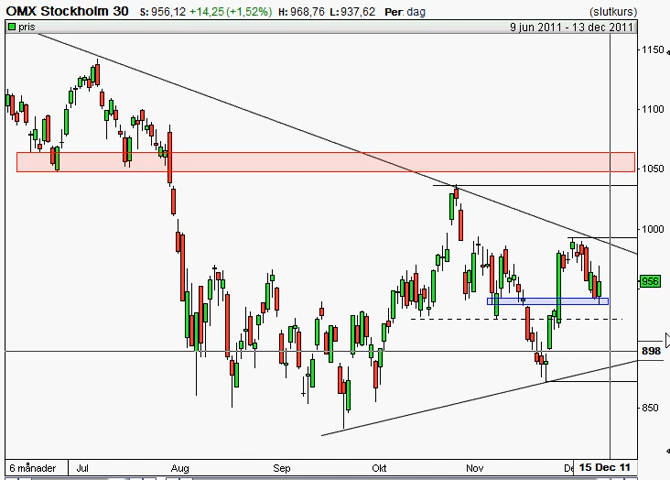 OMX Stockholm 30 S: 956,12 +14,25 (+1,52%) H: 968,76 L: 937,62 Per: dag (slutkurs)
pris 9 jun 2011 - 13 dec 2011
1150
1100
1050
1000
956
898
850
6 månader Jul Aug Sep Okt Nov De 15 Dec 11